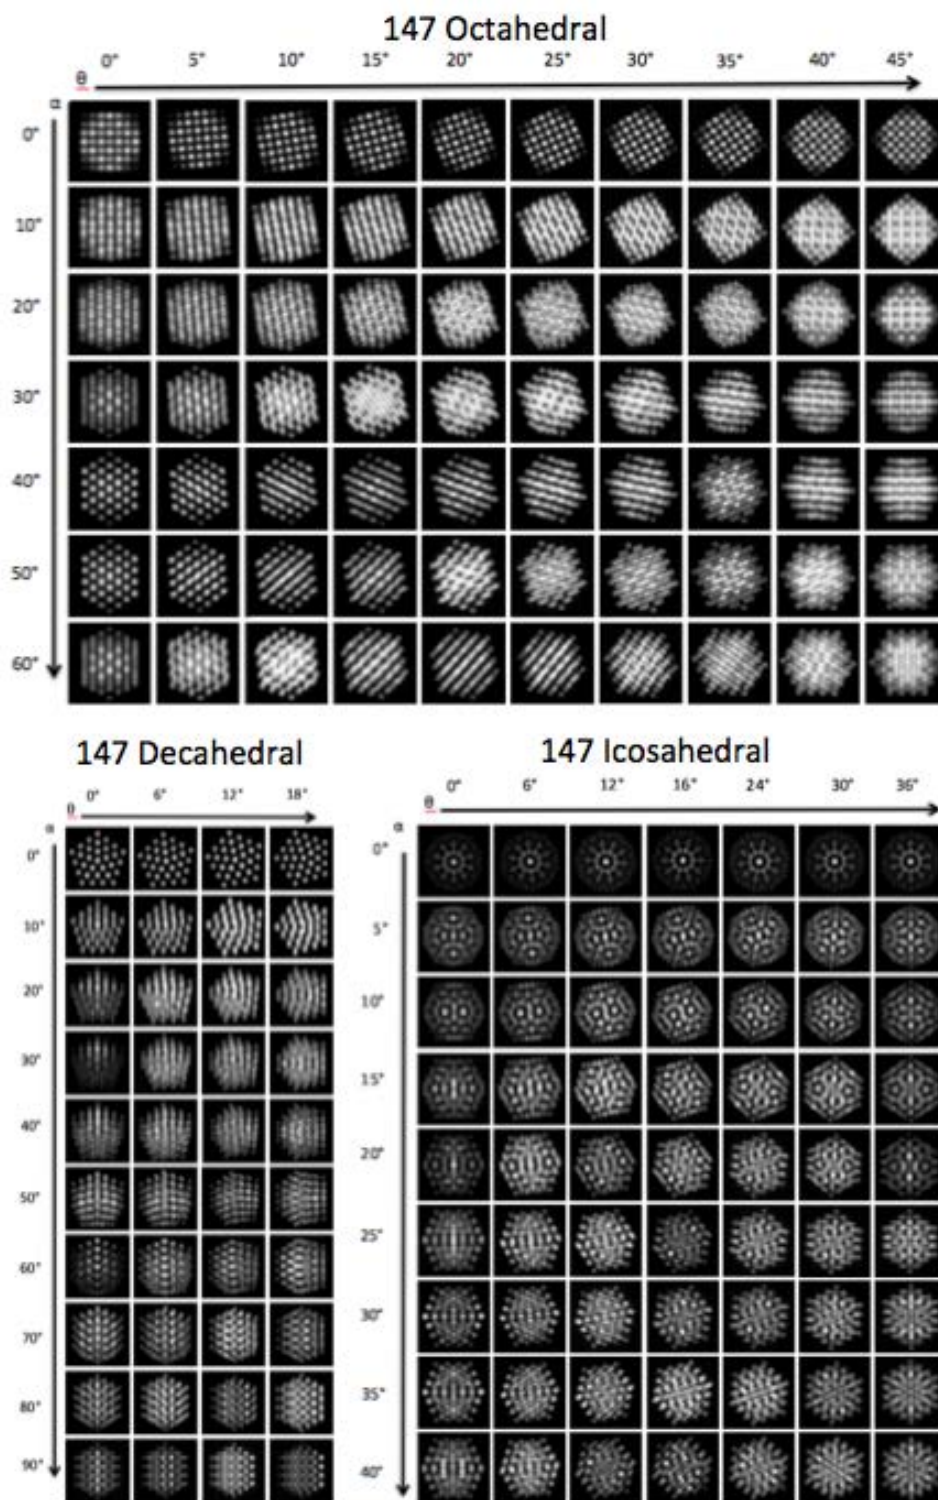 147 Octahedral
θ 0° 5° 10° 15° 20° 25° 30° 35° 40° 45°
α
0°
10°
20°
30°
40°
50°
60°
147 Decahedral
θ 0° 6° 12° 18°
α
0°
10°
20°
30°
40°
50°
60°
70°
80°
90°
147 Icosahedral
θ 0° 6° 12° 16° 24° 30° 36°
α
0°
5°
10°
15°
20°
25°
30°
35°
40°